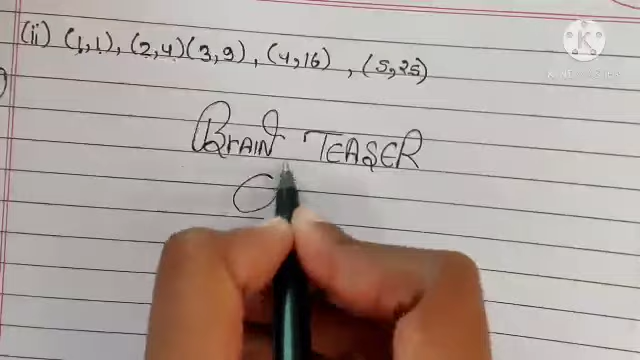 (ii) (1,1), (2,4) (3,9), (4,16), (5,25)
BRAIN TEASER